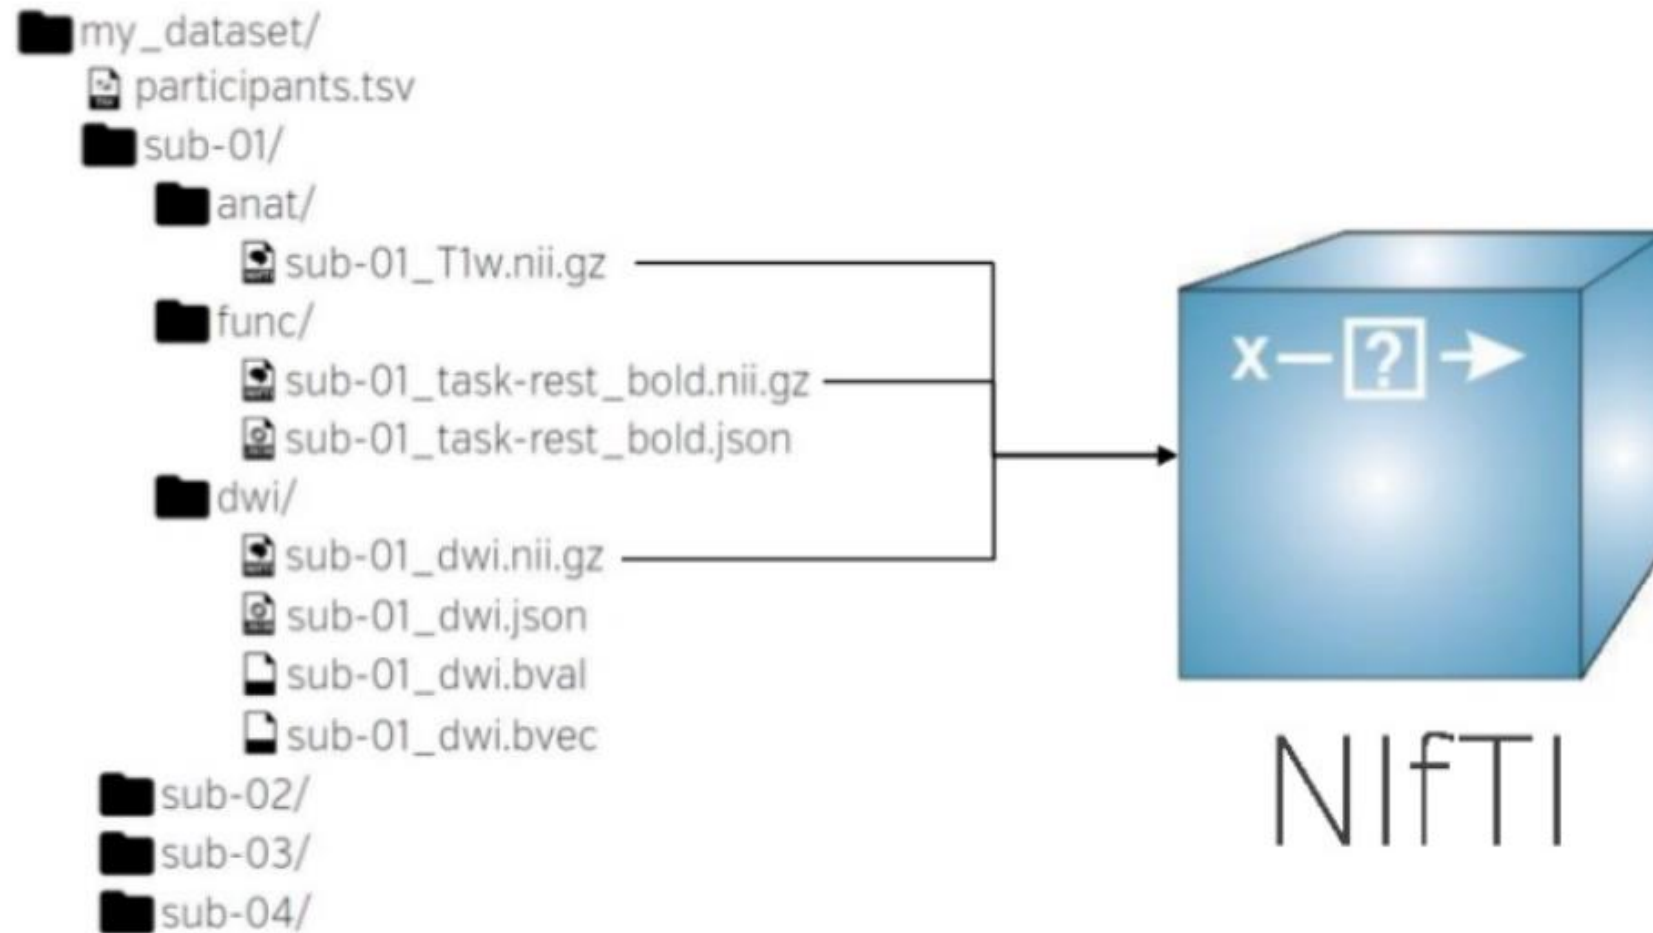 my_dataset/
participants.tsv
sub-01/
anat/
sub-01_T1w.nii.gz
func/
sub-01_task-rest_bold.nii.gz
sub-01_task-rest_bold.json
dwi/
sub-01_dwi.nii.gz
sub-01_dwi.json
sub-01_dwi.bval
sub-01_dwi.bvec
sub-02/
sub-03/
sub-04/
x—?→
NIfTI